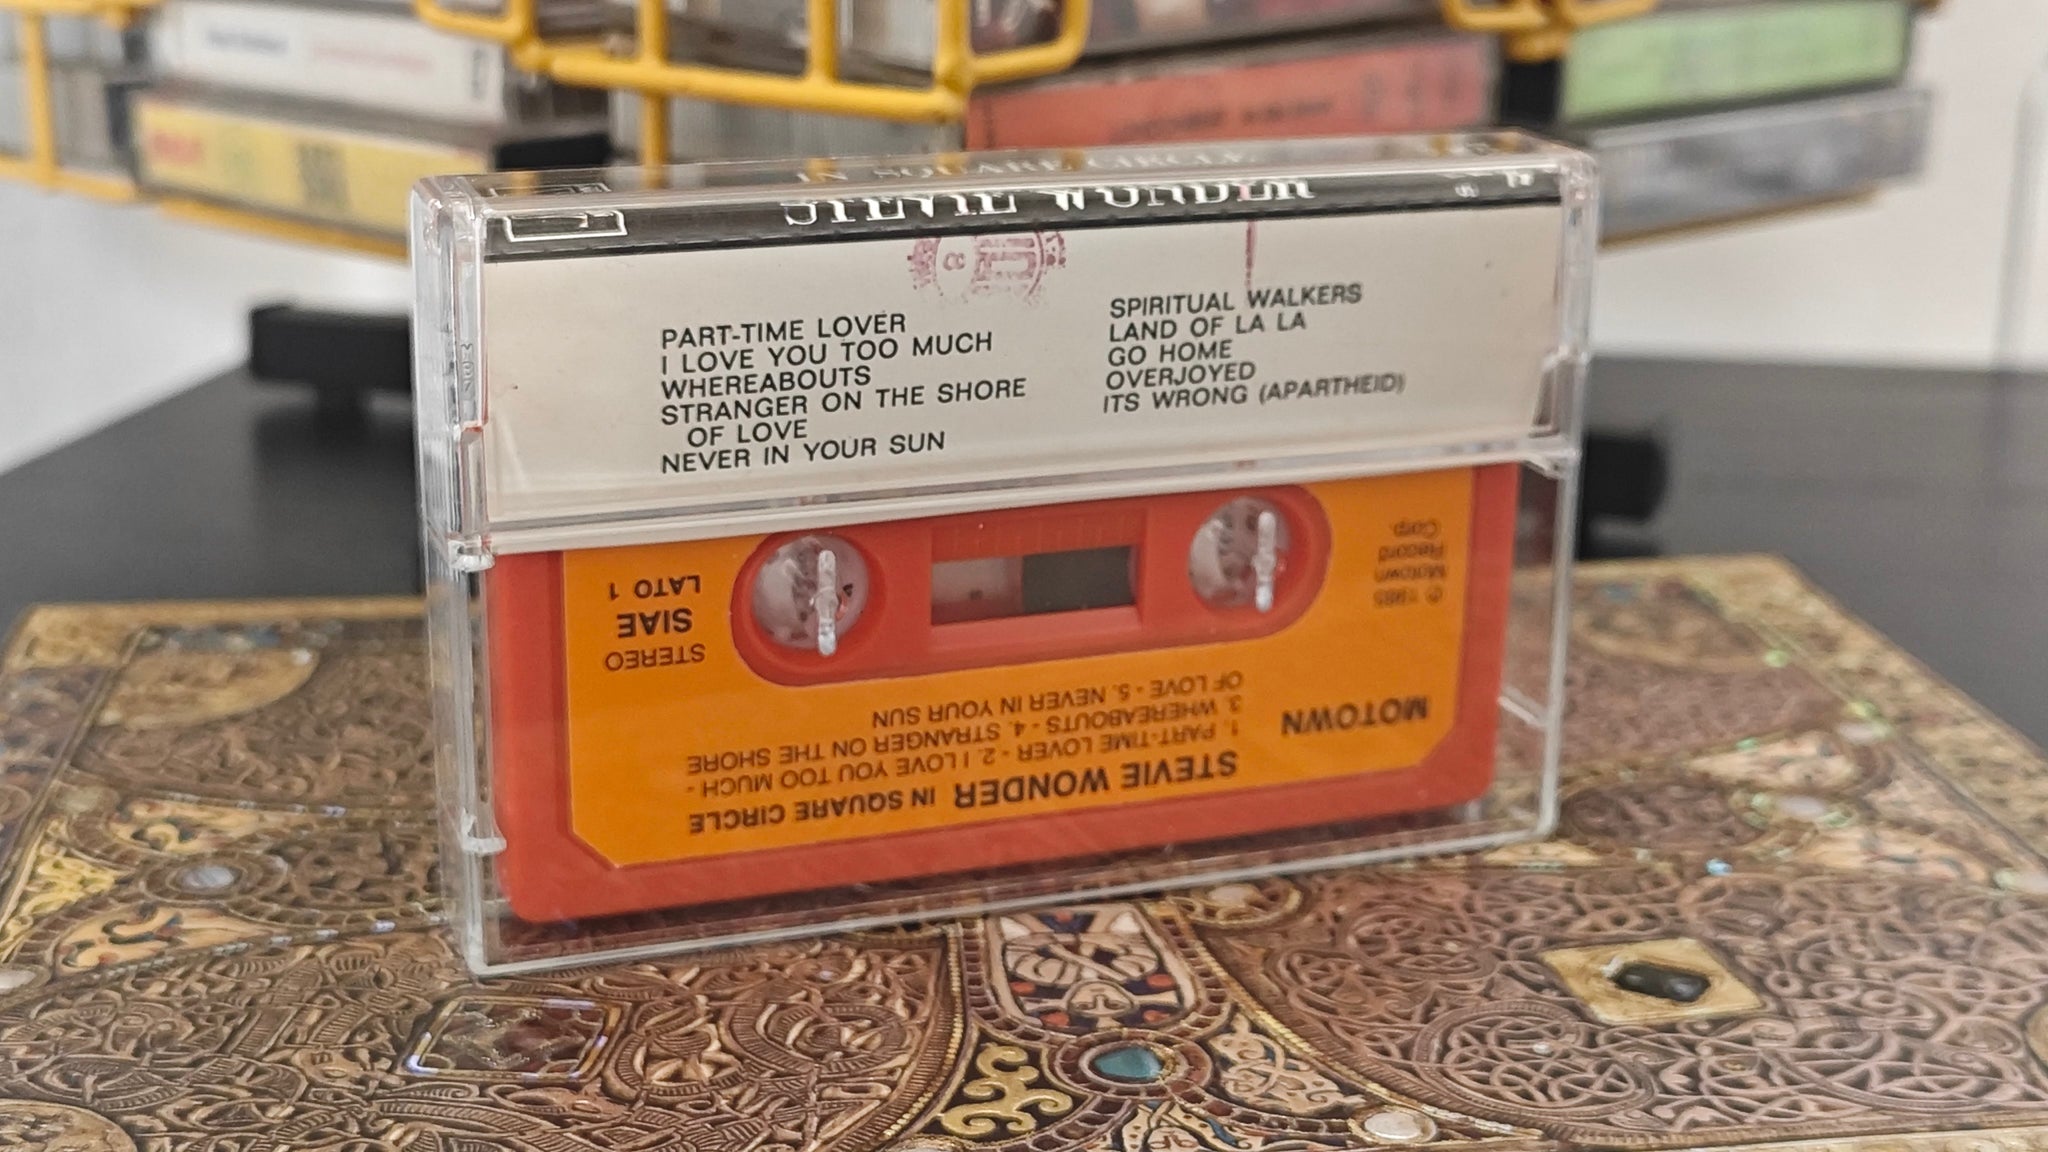 IN SQUARE CIRCLE
STEVIE WONDER
PART-TIME LOVER
I LOVE YOU TOO MUCH
WHEREABOUTS
STRANGER ON THE SHORE
OF LOVE
NEVER IN YOUR SUN
SPIRITUAL WALKERS
LAND OF LA LA
GO HOME
OVERJOYED
ITS WRONG (APARTHEID)
STEVIE WONDER IN SQUARE CIRCLE
1. PART-TIME LOVER - 2. I LOVE YOU TOO MUCH -
3. WHEREABOUTS - 4. STRANGER ON THE SHORE
OF LOVE - 5. NEVER IN YOUR SUN
MOTOWN
STEREO
SIAE
LATO 1
℗ 1985
Motown
Record
Corp.